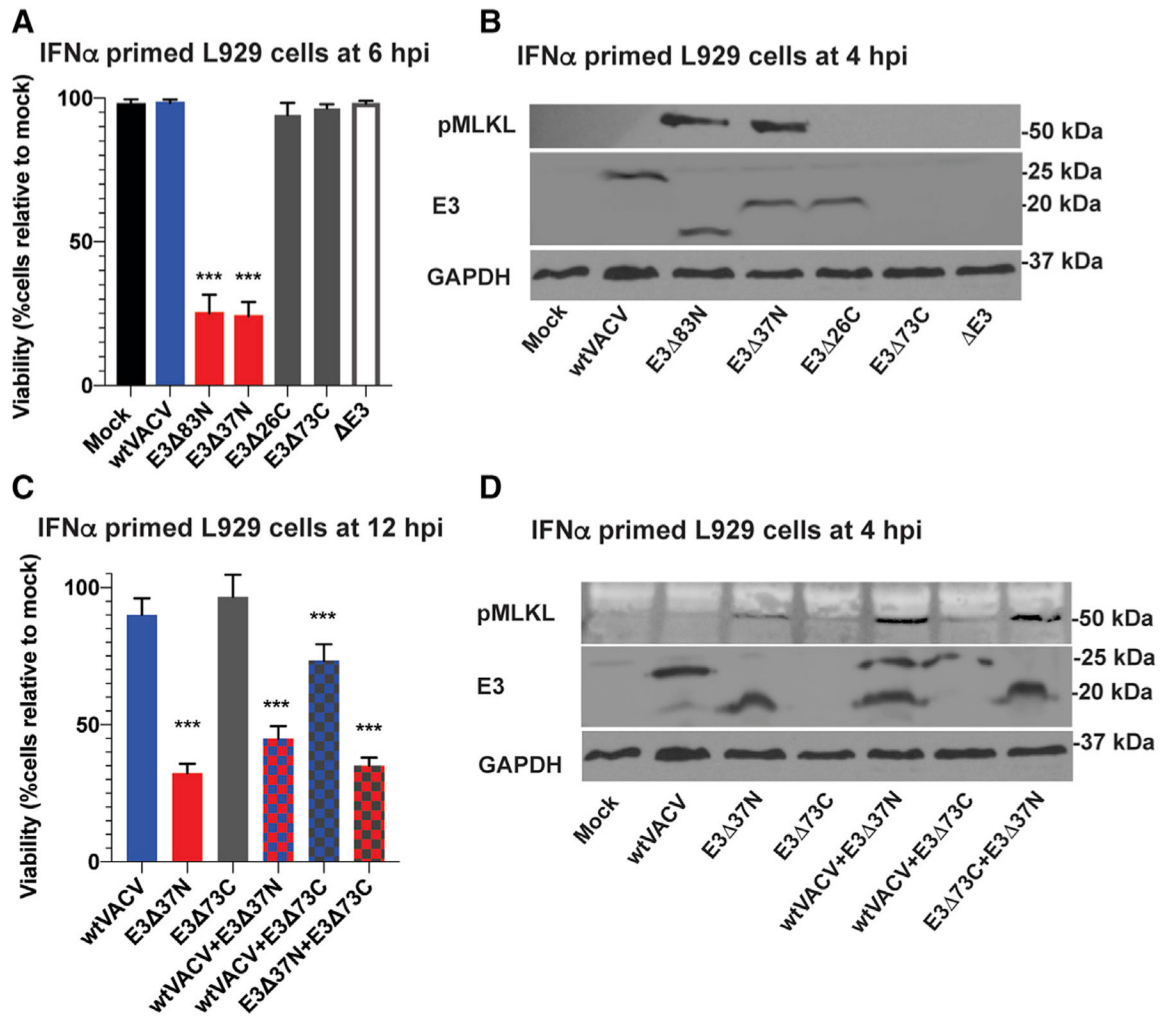 A
IFNα primed L929 cells at 6 hpi
Viability (%cells relative to mock)
100
50
0
***
***
Mock
wtVACV
E3Δ83N
E3Δ37N
E3Δ26C
E3Δ73C
ΔE3
B
IFNα primed L929 cells at 4 hpi
pMLKL
-50 kDa
-25 kDa
E3
-20 kDa
-37 kDa
GAPDH
Mock
wtVACV
E3Δ83N
E3Δ37N
E3Δ26C
E3Δ73C
ΔE3
C
IFNα primed L929 cells at 12 hpi
Viability (%cells relative to mock)
100
50
0
***
***
***
***
wtVACV
E3Δ37N
E3Δ73C
wtVACV+E3Δ37N
wtVACV+E3Δ73C
E3Δ37N+E3Δ73C
D
IFNα primed L929 cells at 4 hpi
pMLKL
-50 kDa
-25 kDa
E3
-20 kDa
-37 kDa
GAPDH
Mock
wtVACV
E3Δ37N
E3Δ73C
wtVACV+E3Δ37N
wtVACV+E3Δ73C
E3Δ73C+E3Δ37N